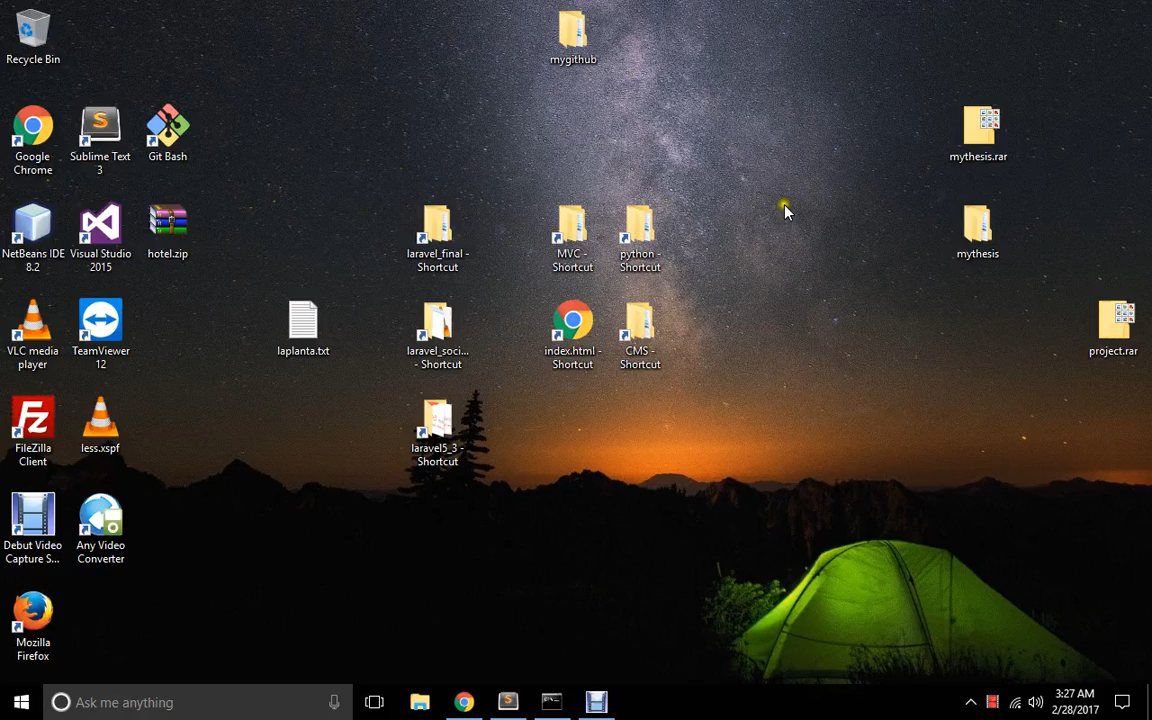 Recycle Bin
mygithub
Google
Chrome
Sublime Text
3
Git Bash
mythesis.rar
NetBeans IDE
8.2
Visual Studio
2015
hotel.zip
laravel_final -
Shortcut
MVC -
Shortcut
python -
Shortcut
mythesis
VLC media
player
TeamViewer
12
laplanta.txt
laravel_soci...
- Shortcut
index.html -
Shortcut
CMS -
Shortcut
project.rar
FileZilla
Client
less.xspf
laravel5_3 -
Shortcut
Debut Video
Capture S...
Any Video
Converter
Mozilla
Firefox
Ask me anything
3:27 AM
2/28/2017